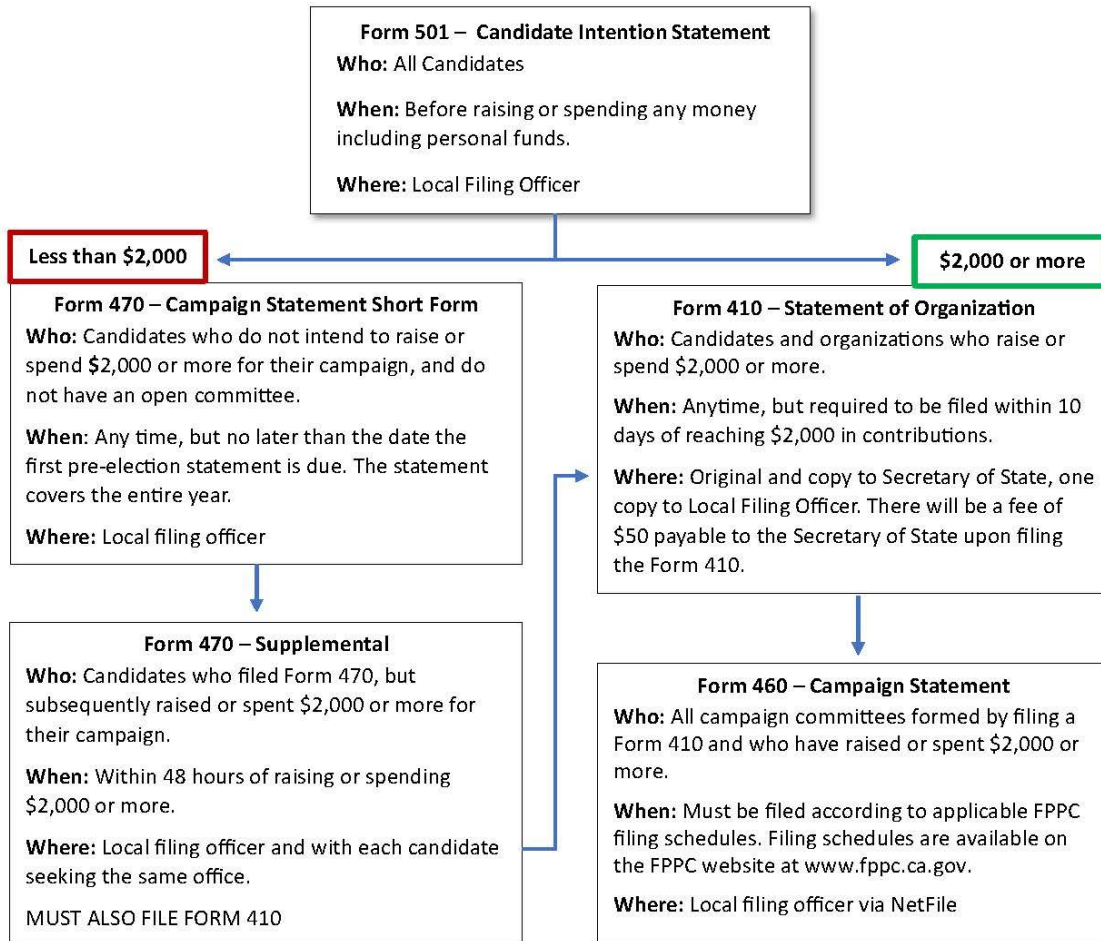 Form 501 – Candidate Intention Statement
Who: All Candidates
When: Before raising or spending any money
including personal funds.
Where: Local Filing Officer
Less than $2,000
$2,000 or more
Form 470 – Campaign Statement Short Form
Who: Candidates who do not intend to raise or
spend $2,000 or more for their campaign, and do
not have an open committee.
When: Any time, but no later than the date the
first pre-election statement is due. The statement
covers the entire year.
Where: Local filing officer
Form 410 – Statement of Organization
Who: Candidates and organizations who raise or
spend $2,000 or more.
When: Anytime, but required to be filed within 10
days of reaching $2,000 in contributions.
Where: Original and copy to Secretary of State, one
copy to Local Filing Officer. There will be a fee of
$50 payable to the Secretary of State upon filing
the Form 410.
Form 470 – Supplemental
Who: Candidates who filed Form 470, but
subsequently raised or spent $2,000 or more for
their campaign.
When: Within 48 hours of raising or spending
$2,000 or more.
Where: Local filing officer and with each candidate
seeking the same office.
MUST ALSO FILE FORM 410
Form 460 – Campaign Statement
Who: All campaign committees formed by filing a
Form 410 and who have raised or spent $2,000 or
more.
When: Must be filed according to applicable FPPC
filing schedules. Filing schedules are available on
the FPPC website at www.fppc.ca.gov.
Where: Local filing officer via NetFile